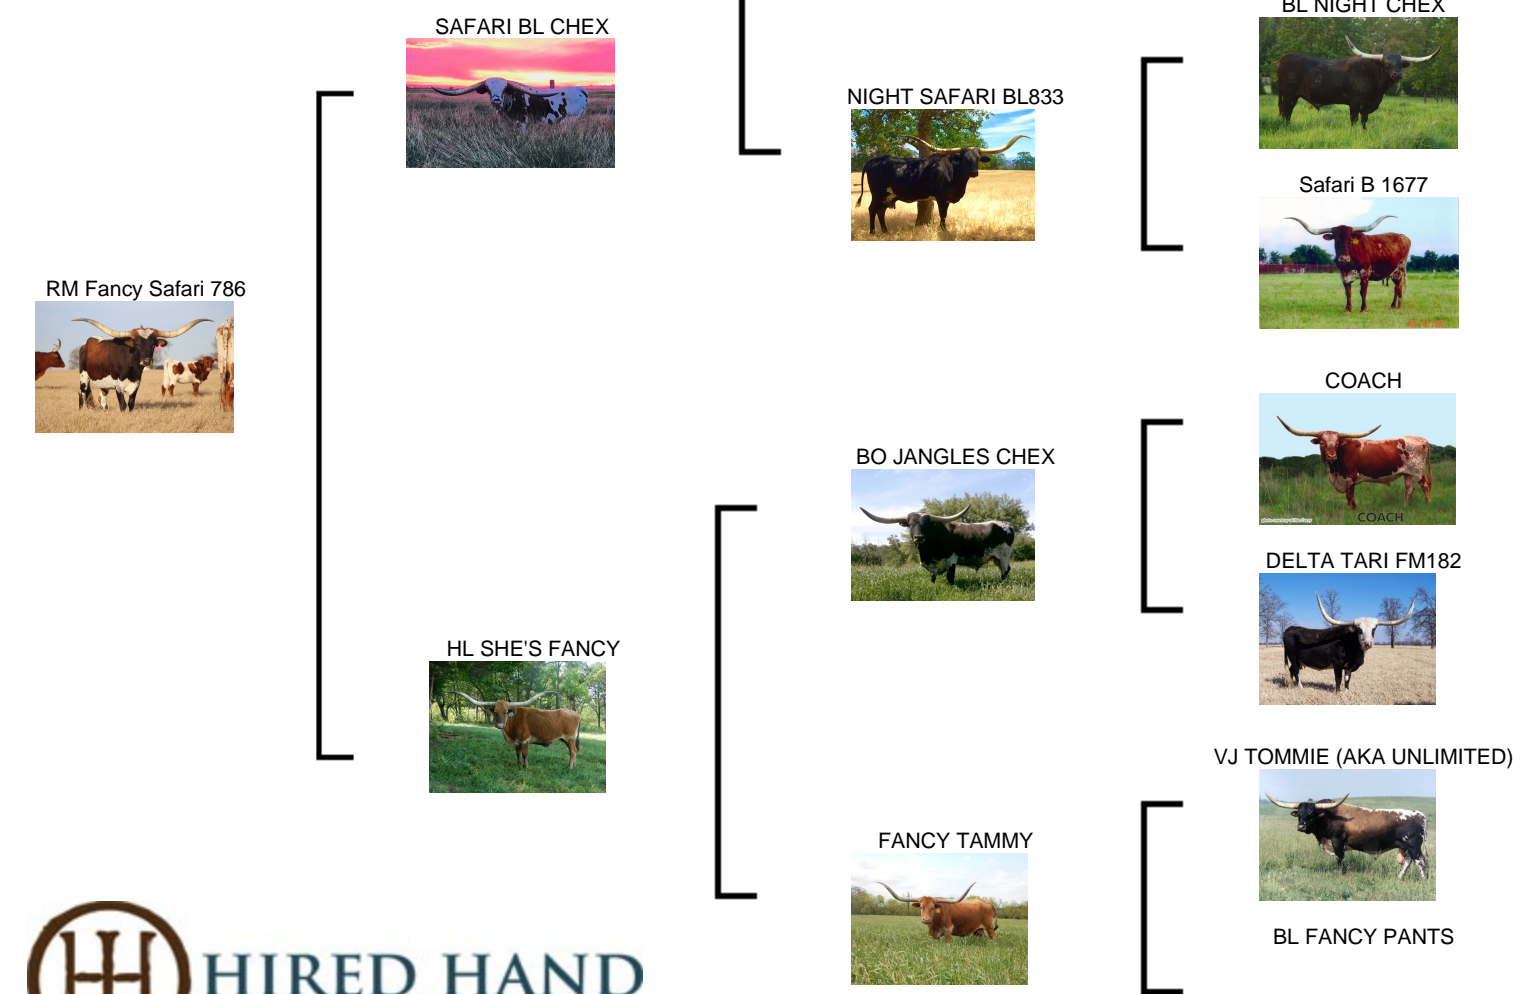 BL NIGHT CHEX
SAFARI BL CHEX
NIGHT SAFARI BL833
Safari B 1677
RM Fancy Safari 786
COACH
BO JANGLES CHEX
COACH
DELTA TARI FM182
HL SHE'S FANCY
VJ TOMMIE (AKA UNLIMITED)
FANCY TAMMY
BL FANCY PANTS
HIRED HAND